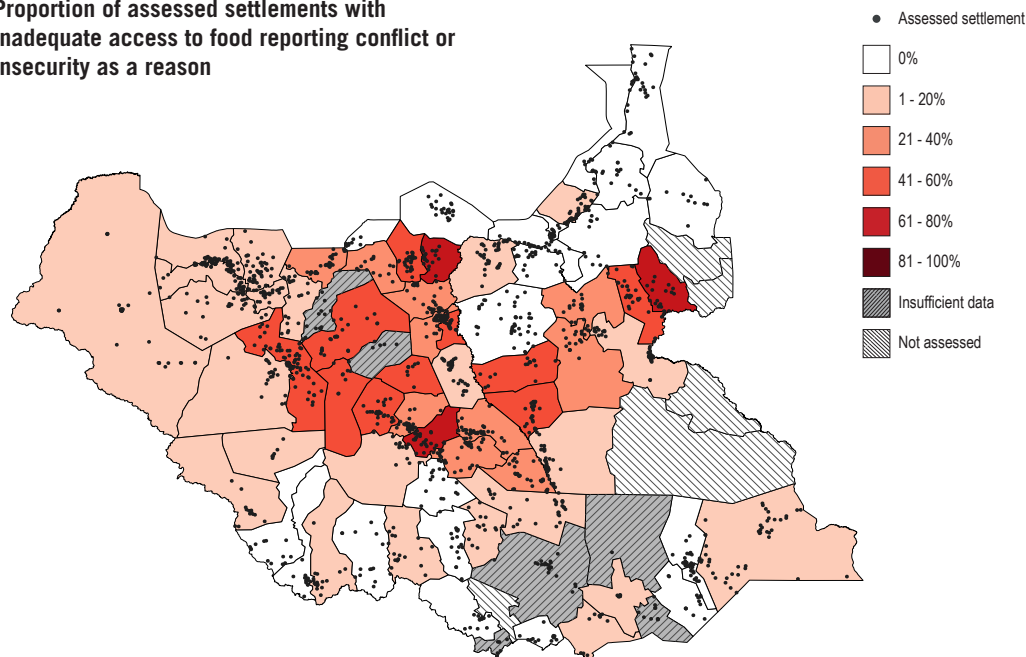 Proportion of assessed settlements with
nadequate access to food reporting conflict or
nsecurity as a reason
Assessed settlement
0%
1 - 20%
21 - 40%
41 - 60%
61 - 80%
81 - 100%
Insufficient data
Not assessed